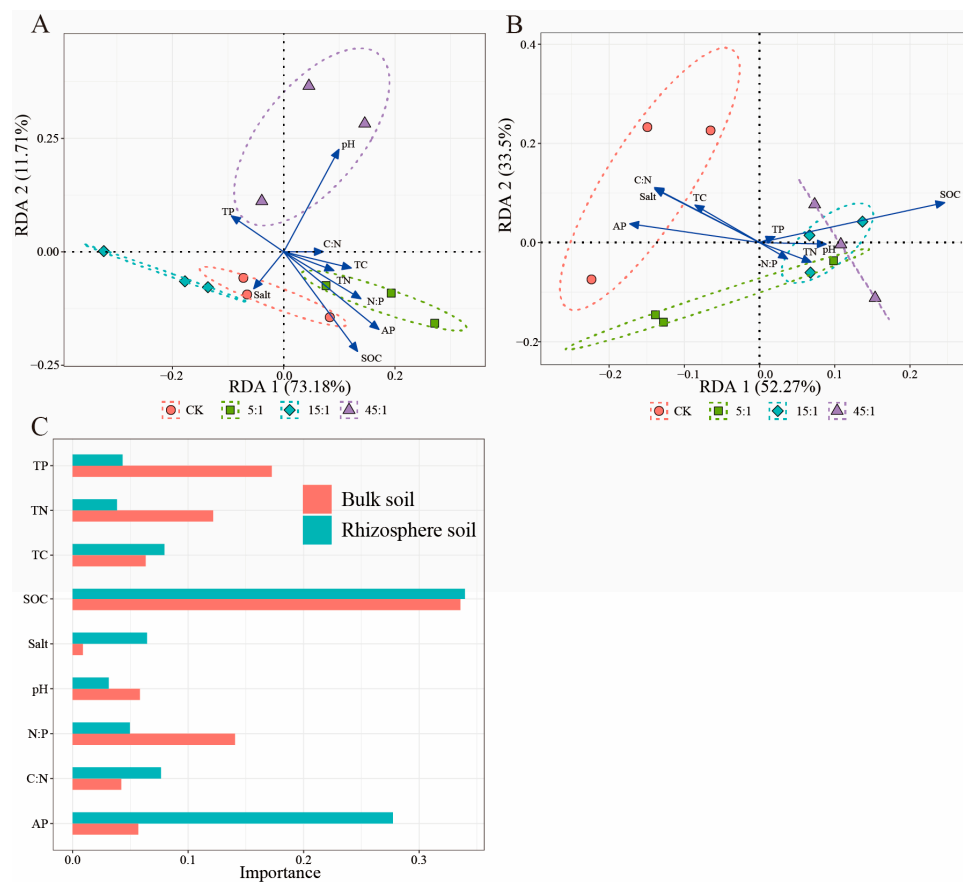 A
RDA 2 (11.71%)
0.25
0.00
−0.25
pH
TP
C:N
TC
TN
Salt
N:P
AP
SOC
−0.2
0.0
0.2
RDA 1 (73.18%)
CK
5:1
15:1
45:1
B
RDA 2 (33.5%)
0.4
0.2
0.0
−0.2
C:N
Salt
TC
SOC
AP
TP
pH
TN
N:P
−0.2
−0.1
0.0
0.1
0.2
RDA 1 (52.27%)
CK
5:1
15:1
45:1
C
TP
TN
TC
SOC
Salt
pH
N:P
C:N
AP
Bulk soil
Rhizosphere soil
0.0
0.1
0.2
0.3
Importance